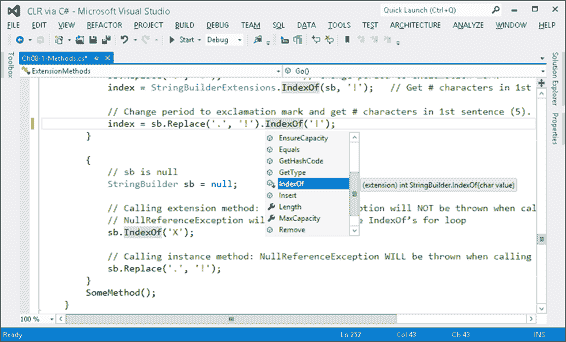 CLR via C# - Microsoft Visual Studio
Quick Launch (Ctrl+Q)
FILE EDIT VIEW REFACTOR PROJECT BUILD DEBUG TEAM SQL DATA TOOLS TEST ARCHITECTURE ANALYZE WINDOW HELP
Start Debug
Toolbox
Ch08-1-Methods.cs*
ExtensionMethods
Go()
Solution Explorer
Properties
index = StringBuilderExtensions.IndexOf(sb, '!'); // Get # characters in 1st
// Change period to exclamation mark and get # characters in 1st sentence (5).
index = sb.Replace('.', '!').IndexOf('!');
}
EnsureCapacity
Equals
GetHashCode
GetType
IndexOf
(extension) int StringBuilder.IndexOf(char value)
Insert
Length
MaxCapacity
Remove
{
// sb is null
StringBuilder sb = null;
// Calling extension method: ption will NOT be thrown when cal
// NullReferenceException wil e IndexOf's for loop
sb.IndexOf('X');
// Calling instance method: NullReferenceException WILL be thrown when calling
sb.Replace('.', '!');
}
SomeMethod();
}
100 %
Ready
Ln 257
Col 43
Ch 43
INS